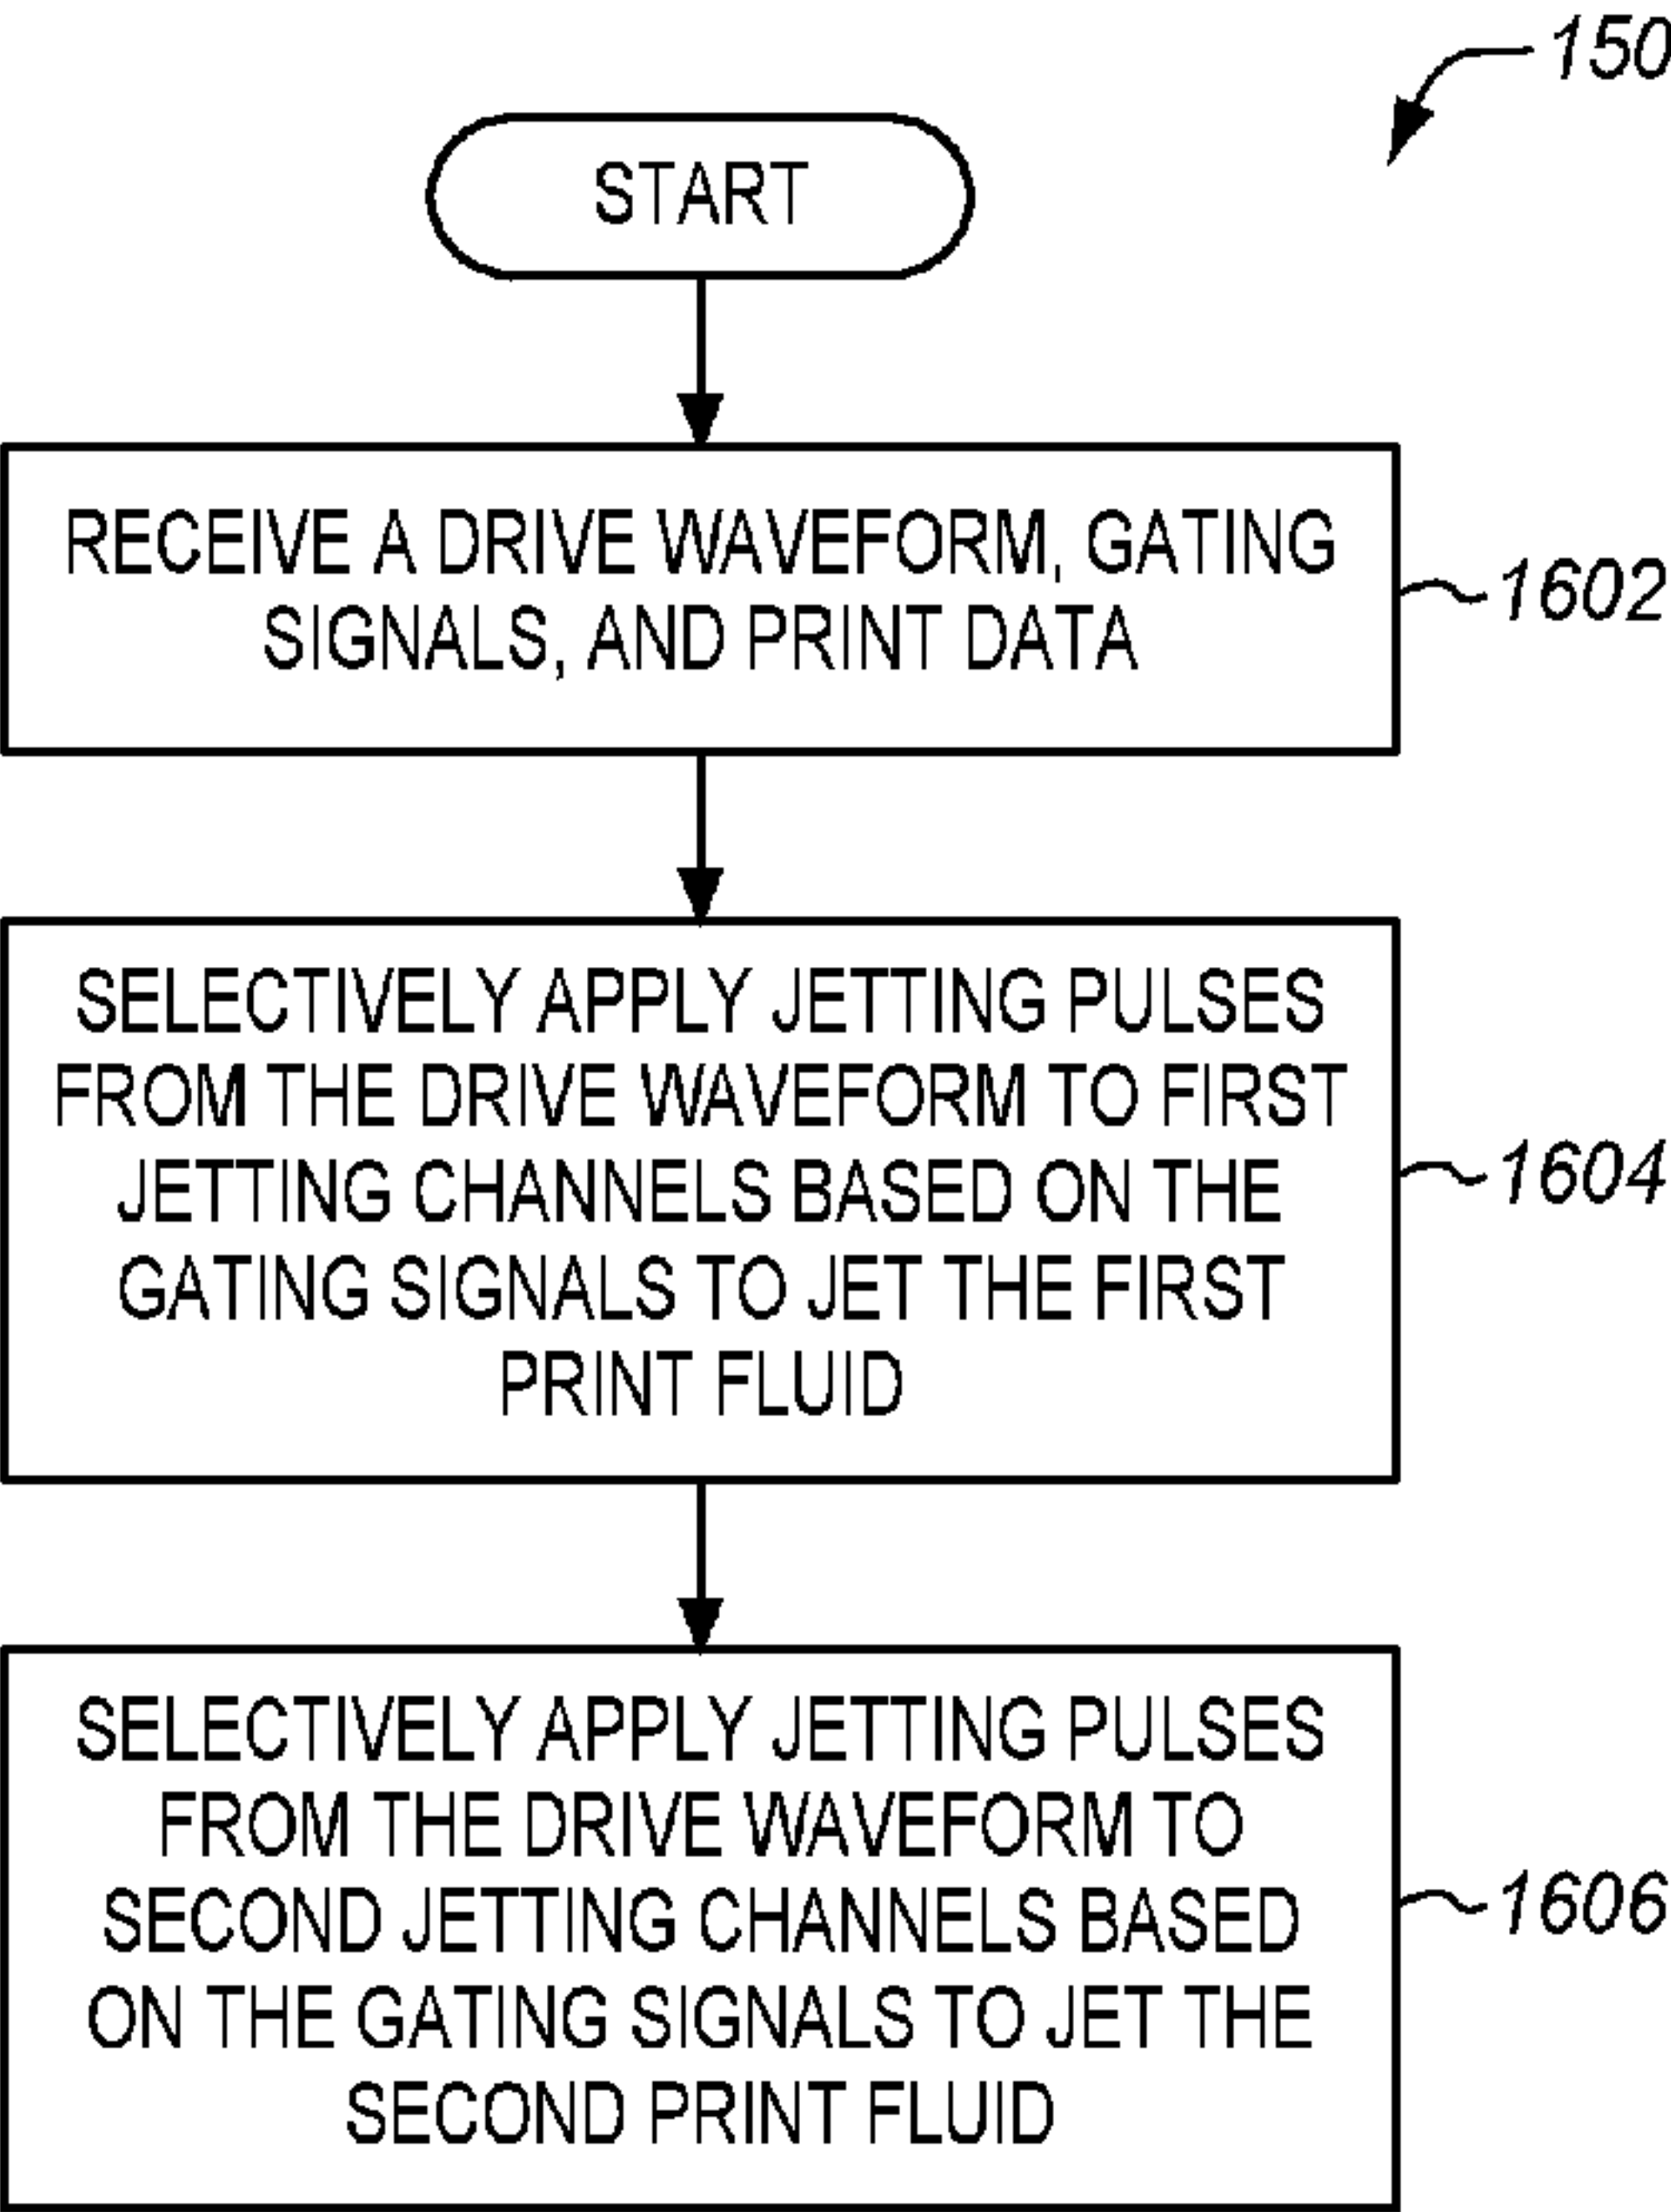 150
START
RECEIVE A DRIVE WAVEFORM, GATING
SIGNALS, AND PRINT DATA
1602
SELECTIVELY APPLY JETTING PULSES
FROM THE DRIVE WAVEFORM TO FIRST
JETTING CHANNELS BASED ON THE
GATING SIGNALS TO JET THE FIRST
PRINT FLUID
1604
SELECTIVELY APPLY JETTING PULSES
FROM THE DRIVE WAVEFORM TO
SECOND JETTING CHANNELS BASED
ON THE GATING SIGNALS TO JET THE
SECOND PRINT FLUID
1606